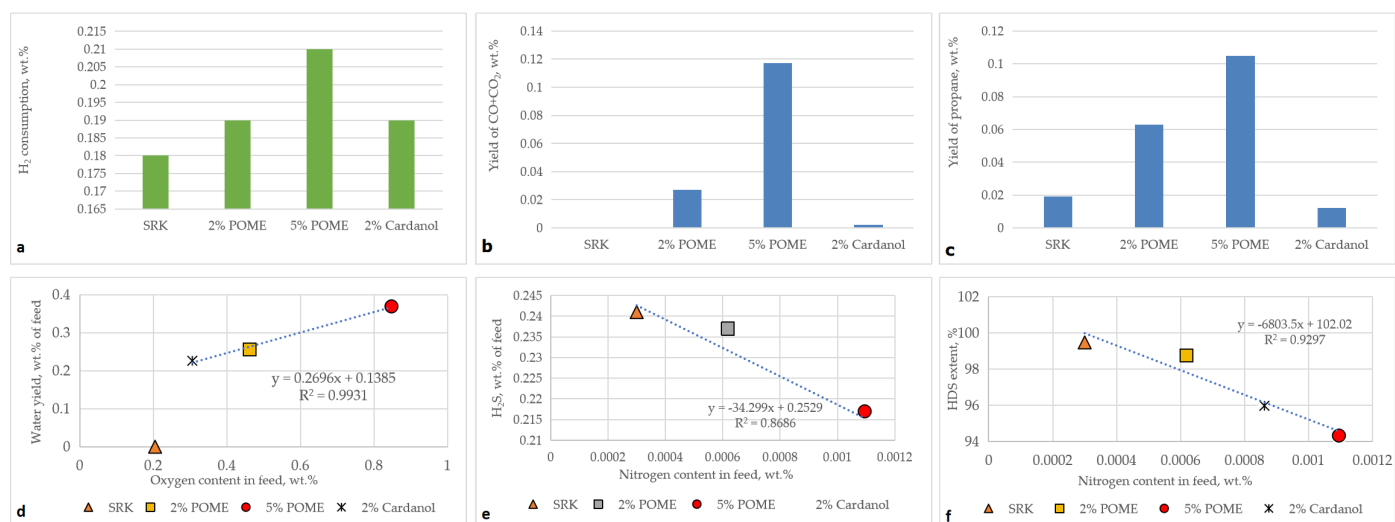 H₂ consumption, wt.%
0.215
0.21
0.205
0.2
0.195
0.19
0.185
0.18
0.175
0.17
0.165
SRK 2% POME 5% POME 2% Cardanol
a
Yield of CO+CO₂, wt.%
0.14
0.12
0.1
0.08
0.06
0.04
0.02
0
SRK 2% POME 5% POME 2% Cardanol
b
Yield of propane, wt.%
0.12
0.1
0.08
0.06
0.04
0.02
0
SRK 2% POME 5% POME 2% Cardanol
c
Water yield, wt.% of feed
0.4
0.3
0.2
0.1
0
y = 0.2696x + 0.1385
R² = 0.9931
0 0.2 0.4 0.6 0.8 1
Oxygen content in feed, wt.%
d
SRK 2% POME 5% POME 2% Cardanol
H₂S, wt.% of feed
0.245
0.24
0.235
0.23
0.225
0.22
0.215
0.21
y = -34.299x + 0.2529
R² = 0.8686
0 0.0002 0.0004 0.0006 0.0008 0.001 0.0012
Nitrogen content in feed, wt.%
e
SRK 2% POME 5% POME 2% Cardanol
HDS extent, %
102
100
98
96
94
y = -6803.5x + 102.02
R² = 0.9297
0 0.0002 0.0004 0.0006 0.0008 0.001 0.0012
Nitrogen content in feed, wt.%
f
SRK 2% POME 5% POME 2% Cardanol